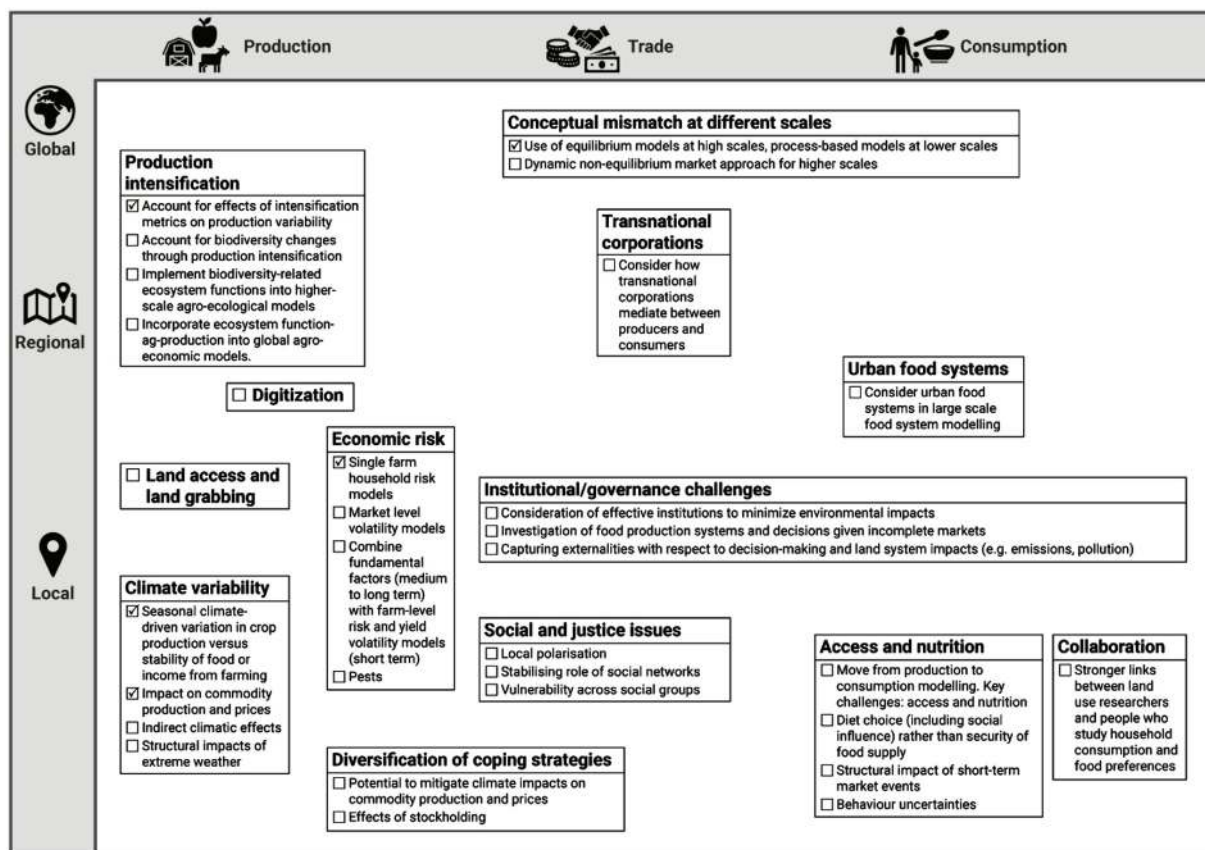 Production
Trade
Consumption
Global
Regional
Local
Conceptual mismatch at different scales
☑ Use of equilibrium models at high scales, process-based models at lower scales
☐ Dynamic non-equilibrium market approach for higher scales
Production
intensification
☑ Account for effects of intensification
metrics on production variability
☐ Account for biodiversity changes
through production intensification
☐ Implement biodiversity-related
ecosystem functions into higher-
scale agro-ecological models
☐ Incorporate ecosystem function-
ag-production into global agro-
economic models.
Transnational
corporations
☐ Consider how
transnational
corporations
mediate between
producers and
consumers
Urban food systems
☐ Consider urban food
systems in large scale
food system modelling
☐ Digitization
☐ Land access and
land grabbing
Economic risk
☑ Single farm
household risk
models
☐ Market level
volatility models
☐ Combine
fundamental
factors (medium
to long term)
with farm-level
risk and yield
volatility models
(short term)
☐ Pests
Institutional/governance challenges
☐ Consideration of effective institutions to minimize environmental impacts
☐ Investigation of food production systems and decisions given incomplete markets
☐ Capturing externalities with respect to decision-making and land system impacts (e.g. emissions, pollution)
Climate variability
☑ Seasonal climate-
driven variation in crop
production versus
stability of food or
income from farming
☑ Impact on commodity
production and prices
☐ Indirect climatic effects
☐ Structural impacts of
extreme weather
Social and justice issues
☐ Local polarisation
☐ Stabilising role of social networks
☐ Vulnerability across social groups
Access and nutrition
☐ Move from production to
consumption modelling. Key
challenges: access and nutrition
☐ Diet choice (including social
influence) rather than security of
food supply
☐ Structural impact of short-term
market events
☐ Behaviour uncertainties
Collaboration
☐ Stronger links
between land
use researchers
and people who
study household
consumption and
food preferences
Diversification of coping strategies
☐ Potential to mitigate climate impacts on
commodity production and prices
☐ Effects of stockholding